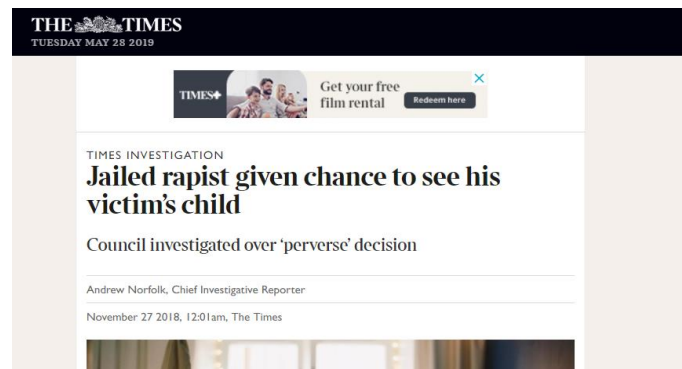 THE TIMES
TUESDAY MAY 28 2019
TIMES+
Get your free
film rental
Redeem here
TIMES INVESTIGATION
Jailed rapist given chance to see his
victim's child
Council investigated over ‘perverse’ decision
Andrew Norfolk, Chief Investigative Reporter
November 27 2018, 12:01am, The Times